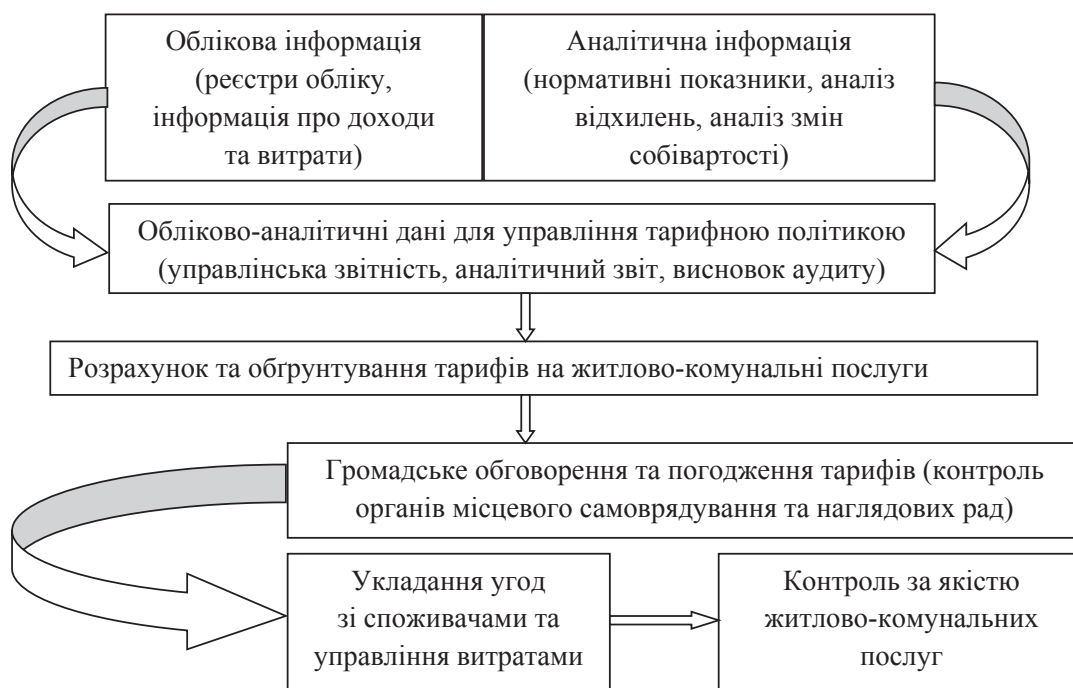 Облікова інформація
(реєстри обліку,
інформація про доходи
та витрати)
Аналітична інформація
(нормативні показники, аналіз
відхилень, аналіз змін
собівартості)
Обліково-аналітичні дані для управління тарифною політикою
(управлінська звітність, аналітичний звіт, висновок аудиту)
Розрахунок та обґрунтування тарифів на житлово-комунальні послуги
Громадське обговорення та погодження тарифів (контроль
органів місцевого самоврядування та наглядових рад)
Укладання угод
зі споживачами та
управління витратами
Контроль за якістю
житлово-комунальних
послуг